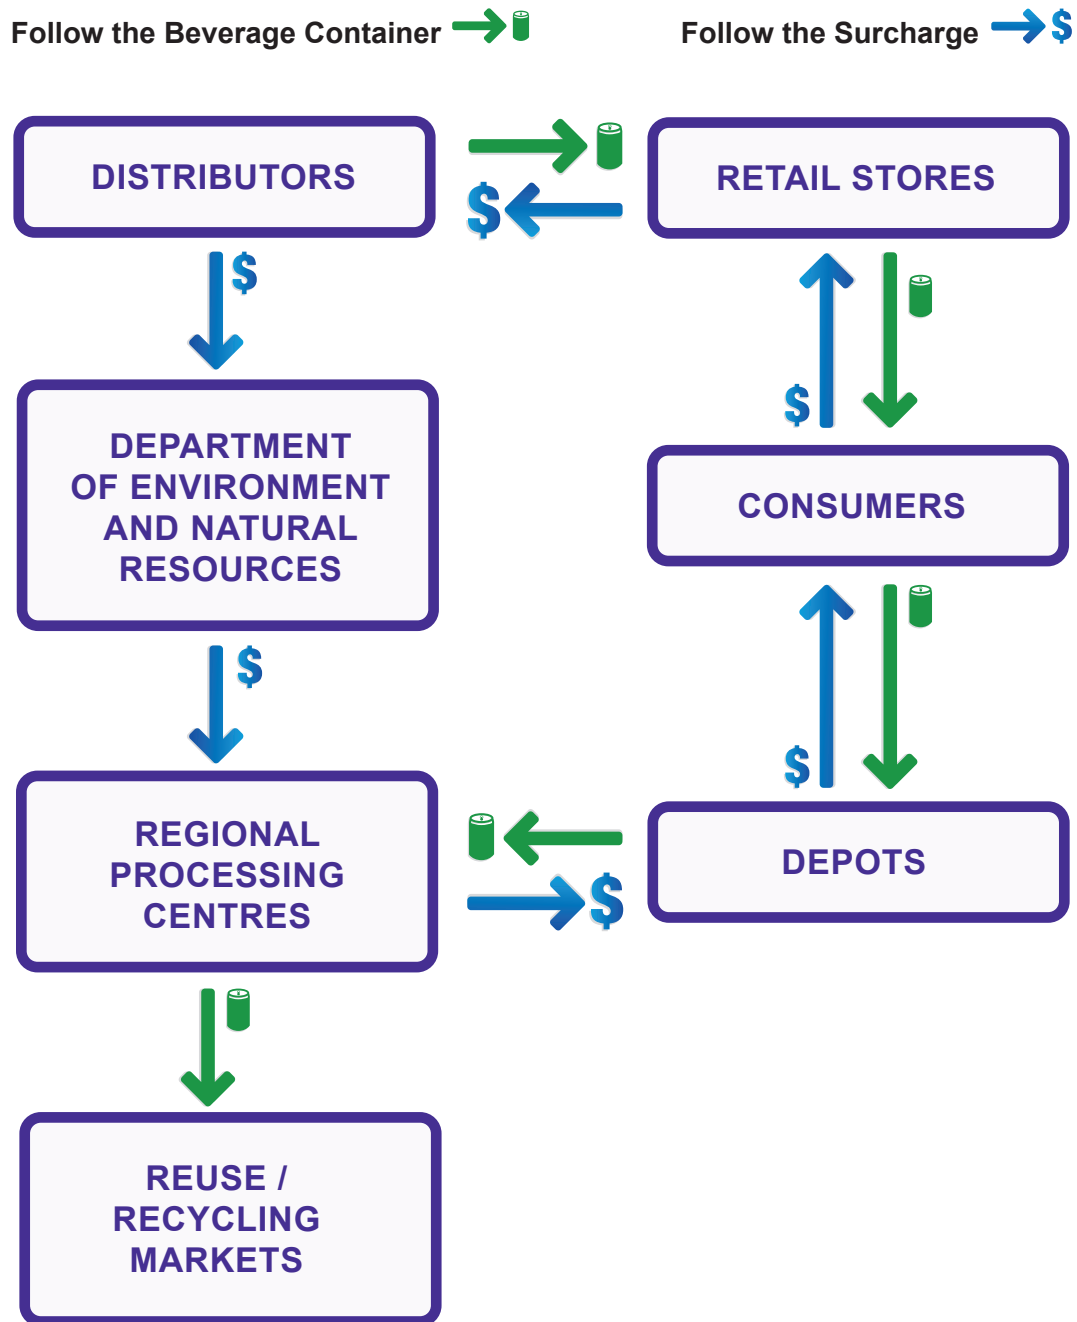 Follow the Beverage Container
Follow the Surcharge $
DISTRIBUTORS
$
RETAIL STORES
$
$
DEPARTMENT
OF ENVIRONMENT
AND NATURAL
RESOURCES
CONSUMERS
$
$
REGIONAL
PROCESSING
CENTRES
$
DEPOTS
REUSE /
RECYCLING
MARKETS